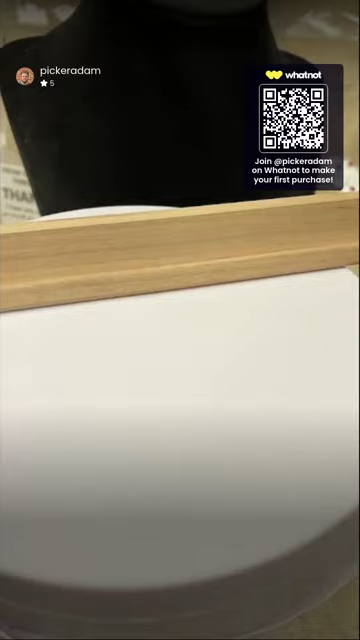 pickeradam
5
whatnot
Join @pickeradam
on Whatnot to make
your first purchase!